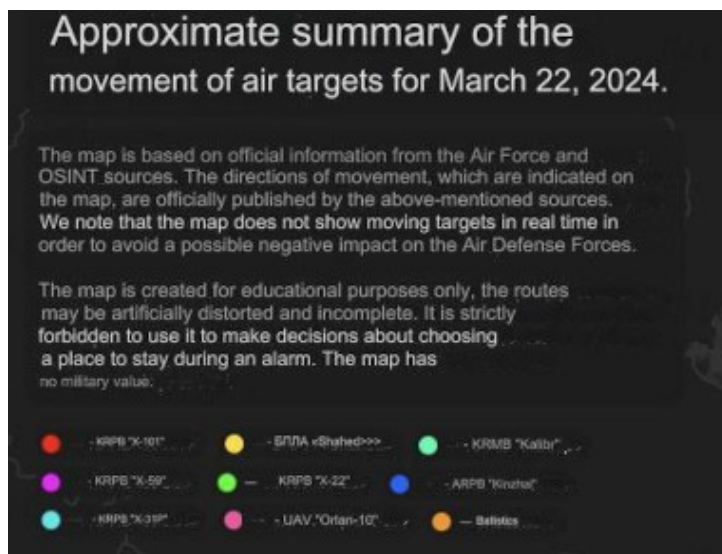 Approximate summary of the
movement of air targets for March 22, 2024.
The map is based on official information from the Air Force and
OSINT sources. The directions of movement, which are indicated on
the map, are officially published by the above-mentioned sources.
We note that the map does not show moving targets in real time in
order to avoid a possible negative impact on the Air Defense Forces.
The map is created for educational purposes only, the routes
may be artificially distorted and incomplete. It is strictly
forbidden to use it to make decisions about choosing
a place to stay during an alarm. The map has
no military value.
- KRPB "X-101" - БПЛА «Shahed>>> - KRMB "Kalibr"
- KRPB "X-59" — KRPB "X-22" - ARPB "Kinzhal"
- KRPB "X-31P" - UAV "Orlan-10" — Ballistics